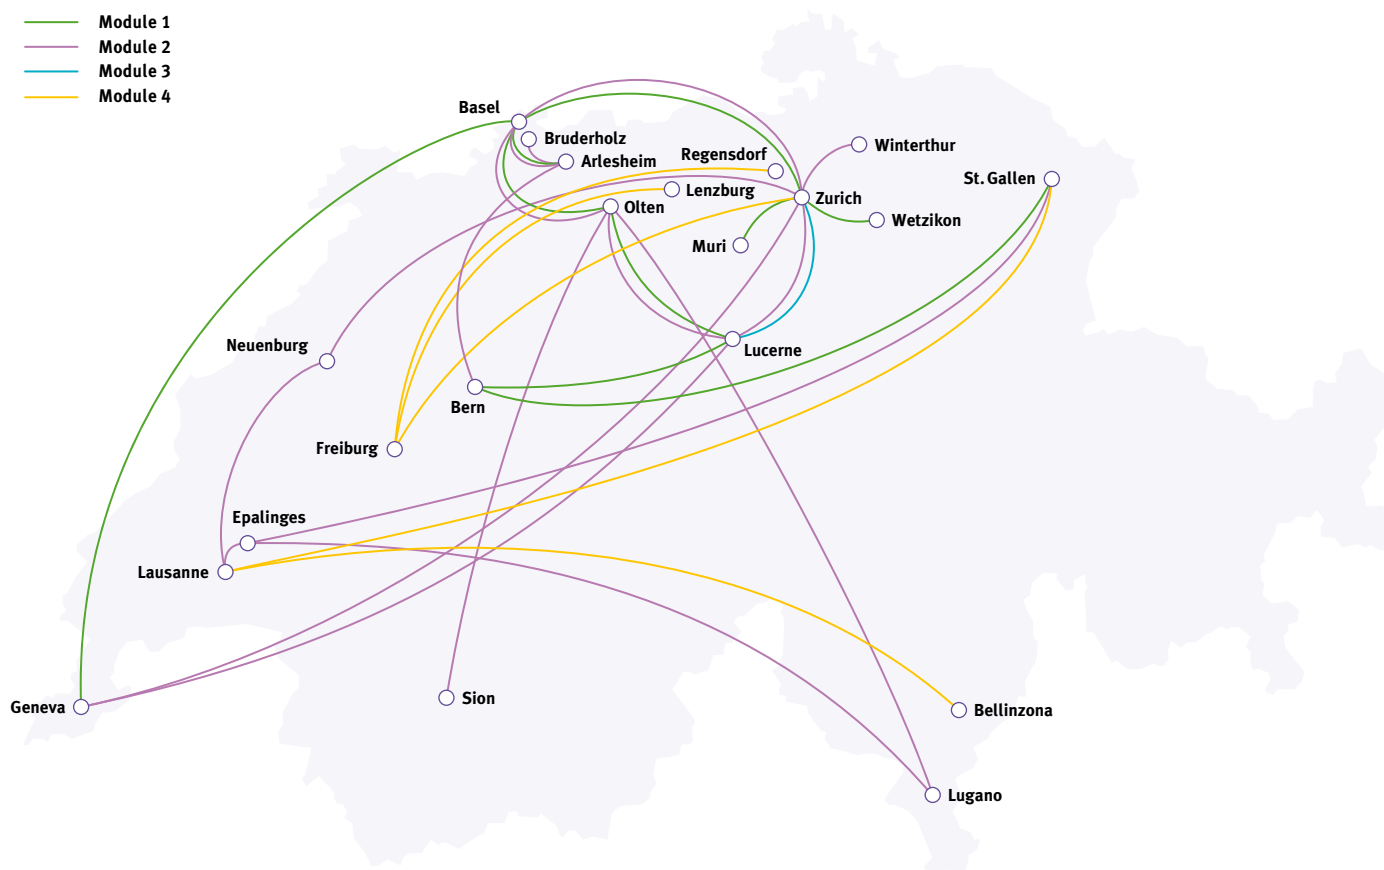 Module 1
Module 2
Module 3
Module 4
Basel
Bruderholz
Arlesheim
Regensdorf
Winterthur
St. Gallen
Lenzburg
Zurich
Olten
Wetzikon
Muri
Neuenburg
Lucerne
Bern
Freiburg
Epalinges
Lausanne
Sion
Geneva
Bellinzona
Lugano